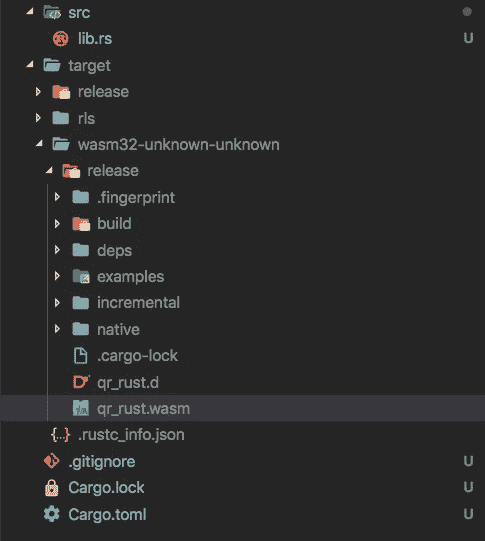 src
lib.rs U
target
release
rls
wasm32-unknown-unknown
release
.fingerprint
build
deps
examples
incremental
native
.cargo-lock
qr_rust.d
qr_rust.wasm
.rustc_info.json
.gitignore U
Cargo.lock U
Cargo.toml U